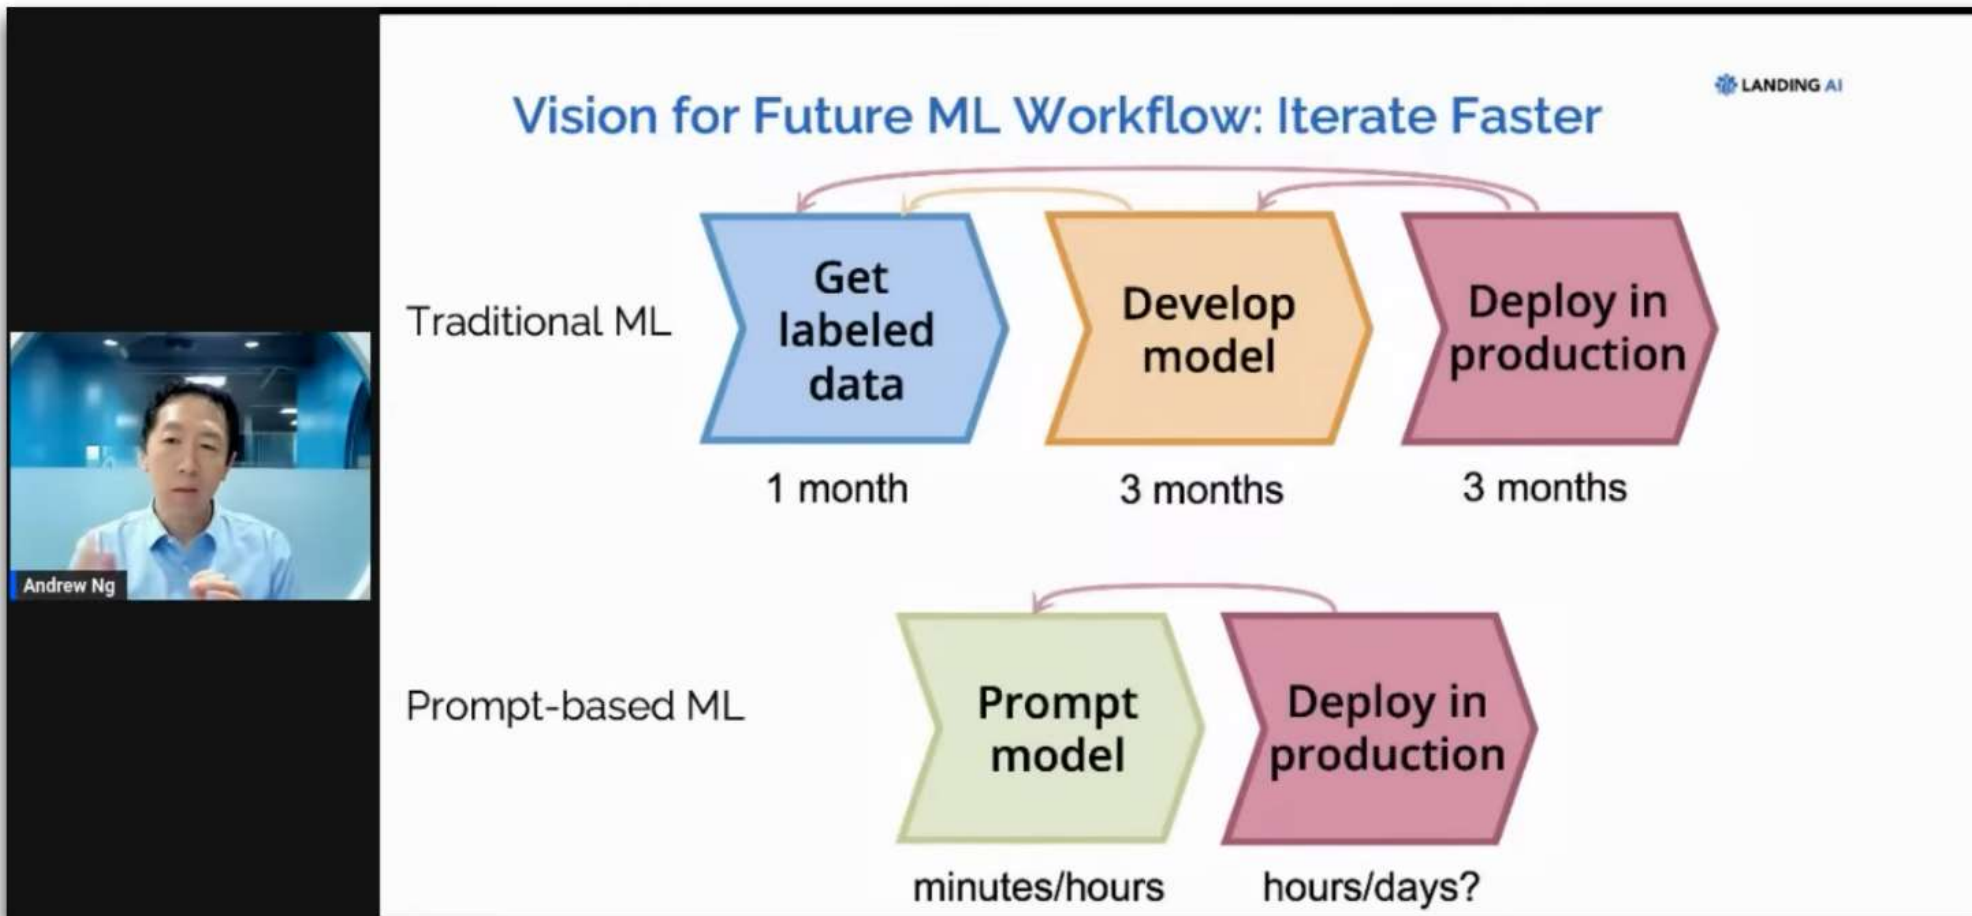 LANDING AI
Vision for Future ML Workflow: Iterate Faster
Traditional ML
Get
labeled
data
Develop
model
Deploy in
production
1 month
3 months
3 months
Andrew Ng
Prompt-based ML
Prompt
model
Deploy in
production
minutes/hours
hours/days?